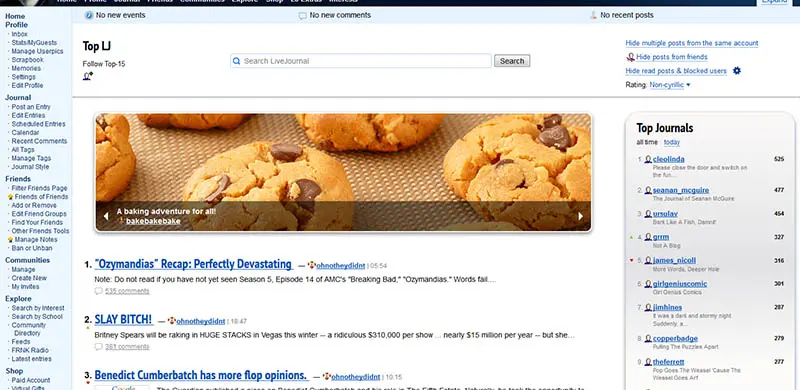 Home Profile Journal Friends Communities Explore Shop LJ Extras Interests
Expand
No new events
No new comments
No recent posts
Home
Profile
Inbox
Stats/MyGuests
Manage Userpics
Scrapbook
Memories
Settings
Edit Profile
Journal
Post an Entry
Edit Entries
Scheduled Entries
Calendar
Recent Comments
All Tags
Manage Tags
Journal Style
Friends
Filter Friends Page
Friends of Friends
Add or Remove
Edit Friend Groups
Find Your Friends
Other Friends Tools
Manage Notes
Ban or Unban
Communities
Manage
Create New
My Invites
Explore
Search by Interest
Search by School
Community
Directory
Feeds
FRANK Radio
Latest entries
Shop
Paid Account
Virtual Gifts
Top LJ
Follow Top-15
Search LiveJournal
Search
Hide multiple posts from the same account
Hide posts from friends
Hide read posts & blocked users
Rating: Non-cyrillic
A baking adventure for all!
bakebakebake
1. "Ozymandias" Recap: Perfectly Devastating — ohnotheydidnt | 05:54
Note: Do not read if you have not yet seen Season 5, Episode 14 of AMC's "Breaking Bad," "Ozymandias." Words fail....
535 comments
2. SLAY BITCH! — ohnotheydidnt | 18:47
Britney Spears will be raking in HUGE STACKS in Vegas this winter -- a ridiculous $310,000 per show ... nearly $15 million per year -- but she...
381 comments
3. Benedict Cumberbatch has more flop opinions. — ohnotheydidnt | 10:15
Google
The Guardian published a piece on Benedict Cumberbatch and his role in The Fifth Estate. Naturally, he took the opportunity to
Top Journals
all time today
1. cleolinda 525
Please close the door and switch on
the fun...
2. seanan_mcguire 477
The Journal of Seanan McGuire
3. ursulav 454
Bark Like A Fish, Damnit!
4. grrm 327
Not A Blog
5. james_nicoll 316
More Words, Deeper Hole
6. girlgeniuscomic 301
Girl Genius Comics
7. jimhines 287
It was a dark and stormy night
Suddenly, a...
8. copperbadge 279
Pulling The Puzzles Apart
9. theferrett 277
Pop Goes The Weasel 'Cause The
Weasel Goes Arf.